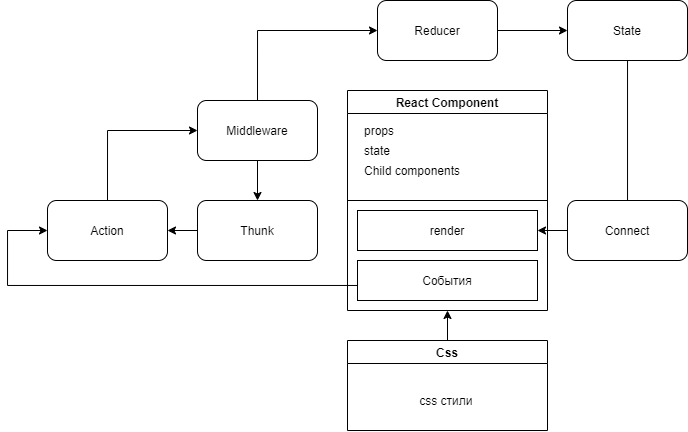 Reducer
State
React Component
props
state
Child components
Middleware
Action
Thunk
render
Connect
События
Css
css стили